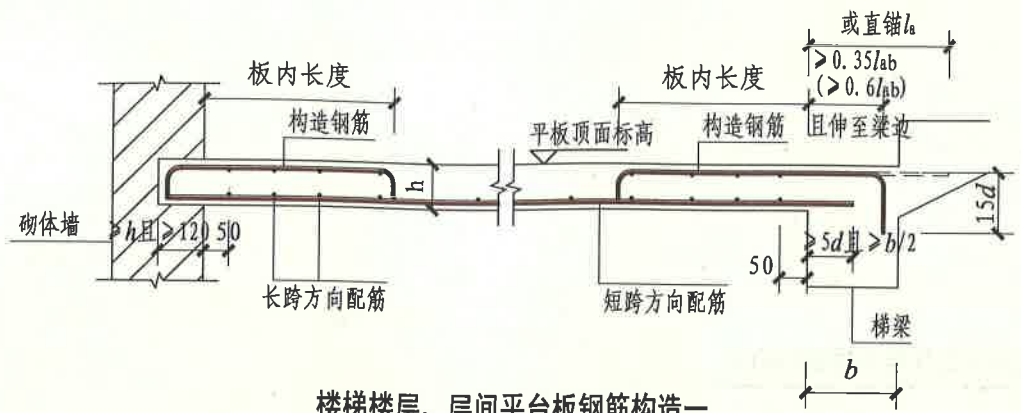 或直锚la
≥0.35lab
(≥0.6lab)
且伸至梁边
板内长度
板内长度
构造钢筋
平板顶面标高
构造钢筋
h
15d
砌体墙
≥h且≥120
50
≥5d且≥b/2
50
长跨方向配筋
短跨方向配筋
梯梁
b
楼梯楼层、层间平台板钢筋构造一